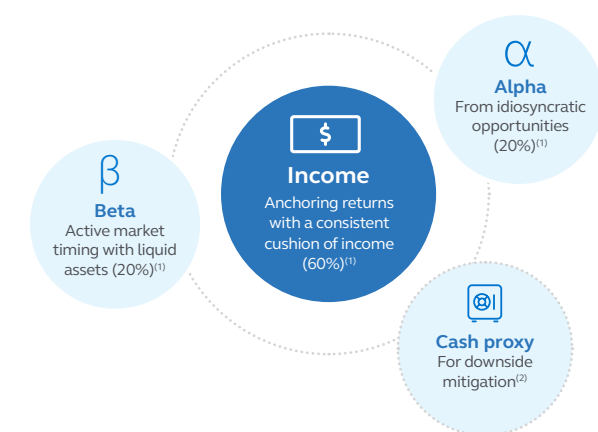 α
Alpha
From idiosyncratic
opportunities
(20%)⁽¹⁾
$
Income
Anchoring returns
with a consistent
cushion of income
(60%)⁽¹⁾
β
Beta
Active market
timing with liquid
assets (20%)⁽¹⁾
Cash proxy
For downside
mitigation⁽²⁾